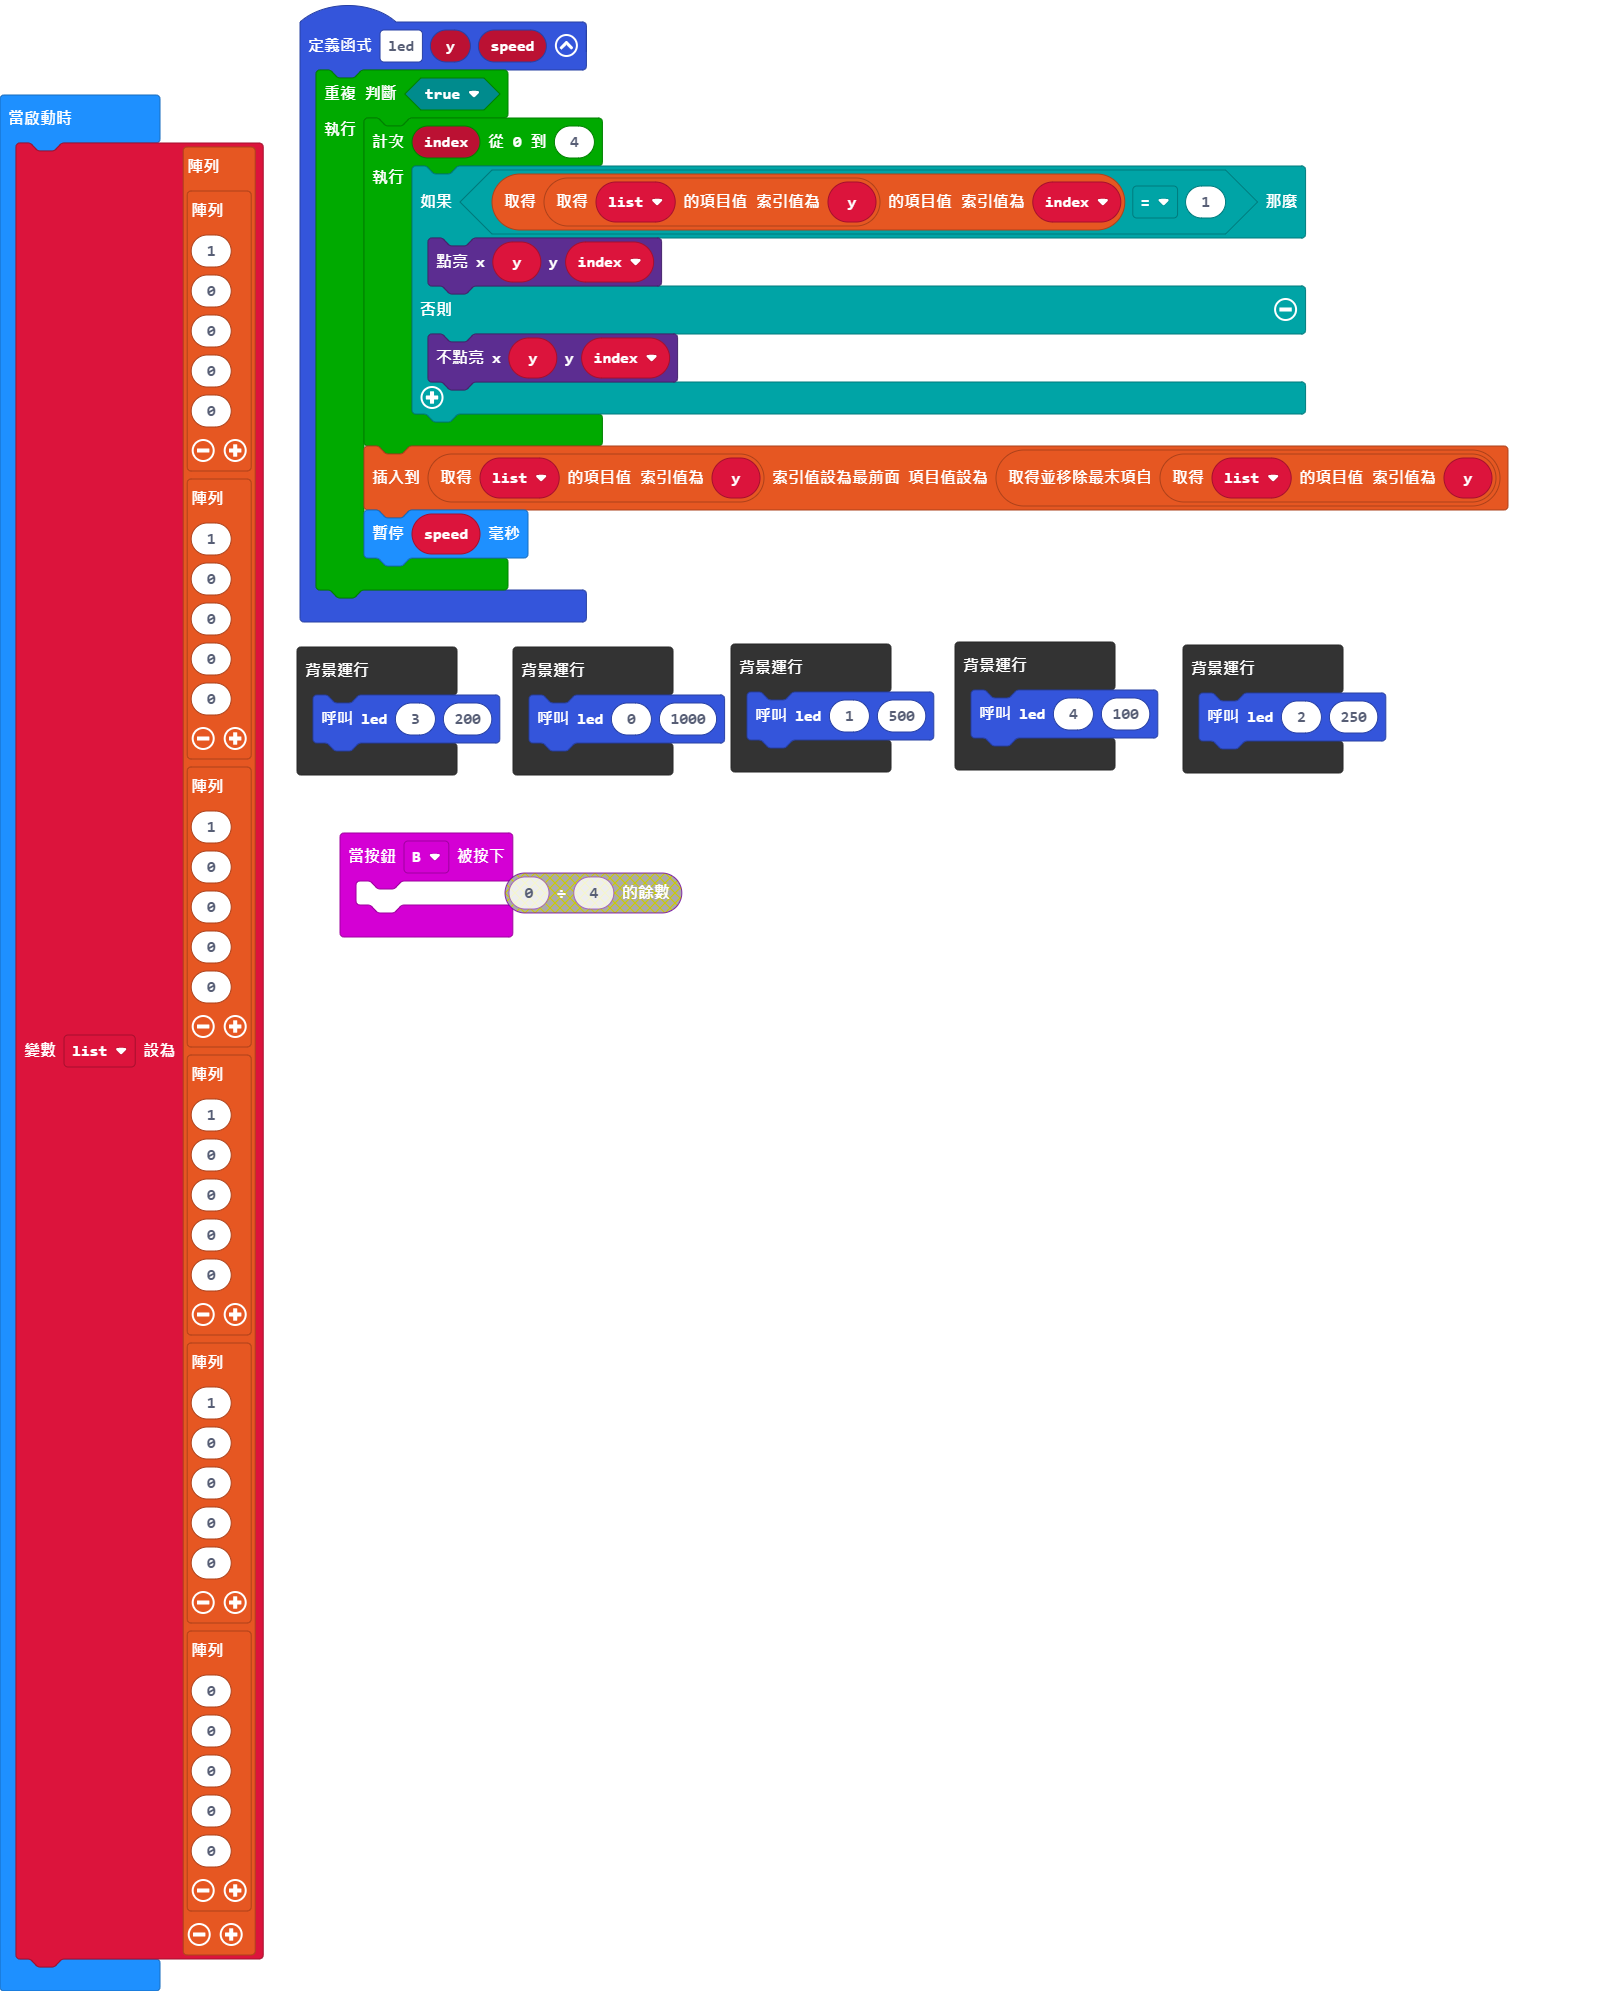 當啟動時
變數 list 設為
陣列
陣列
1
0
0
0
0
陣列
1
0
0
0
0
陣列
1
0
0
0
0
陣列
1
0
0
0
0
陣列
1
0
0
0
0
陣列
0
0
0
0
0
定義函式 led y speed
重複 判斷 true
執行
計次 index 從 0 到 4
執行
如果 取得 取得 list 的項目值 索引值為 y 的項目值 索引值為 index = 1 那麼
點亮 x y y index
否則
不點亮 x y y index
插入到 取得 list 的項目值 索引值為 y 索引值設為最前面 項目值設為 取得並移除最末項自 取得 list 的項目值 索引值為 y
暫停 speed 毫秒
背景運行
呼叫 led 3 200
背景運行
呼叫 led 0 1000
背景運行
呼叫 led 1 500
背景運行
呼叫 led 4 100
背景運行
呼叫 led 2 250
當按鈕 B 被按下
0 ÷ 4 的餘數